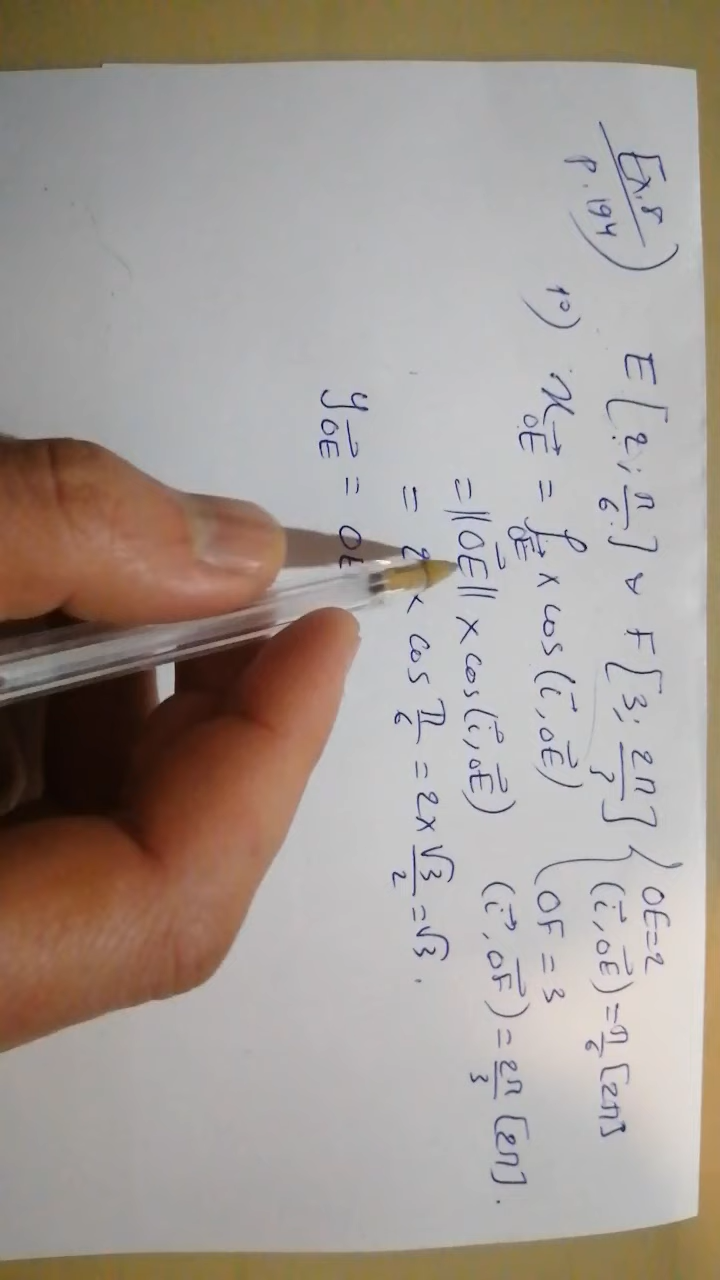 Ex.8
p.194) E[2; π/6] & F[3; 2π/3] { OE=2
(i⃗, OE⃗) = π/6 [2π]
1°) x_OE⃗ = × cos(i⃗, OE⃗) { OF = 3
= ||OE⃗|| × cos(i⃗, OE⃗) (i⃗, OF⃗) = 2π/3 [2π].
= 2 × cos π/6 = 2 × √3/2 = √3.
y_OE⃗ = OE